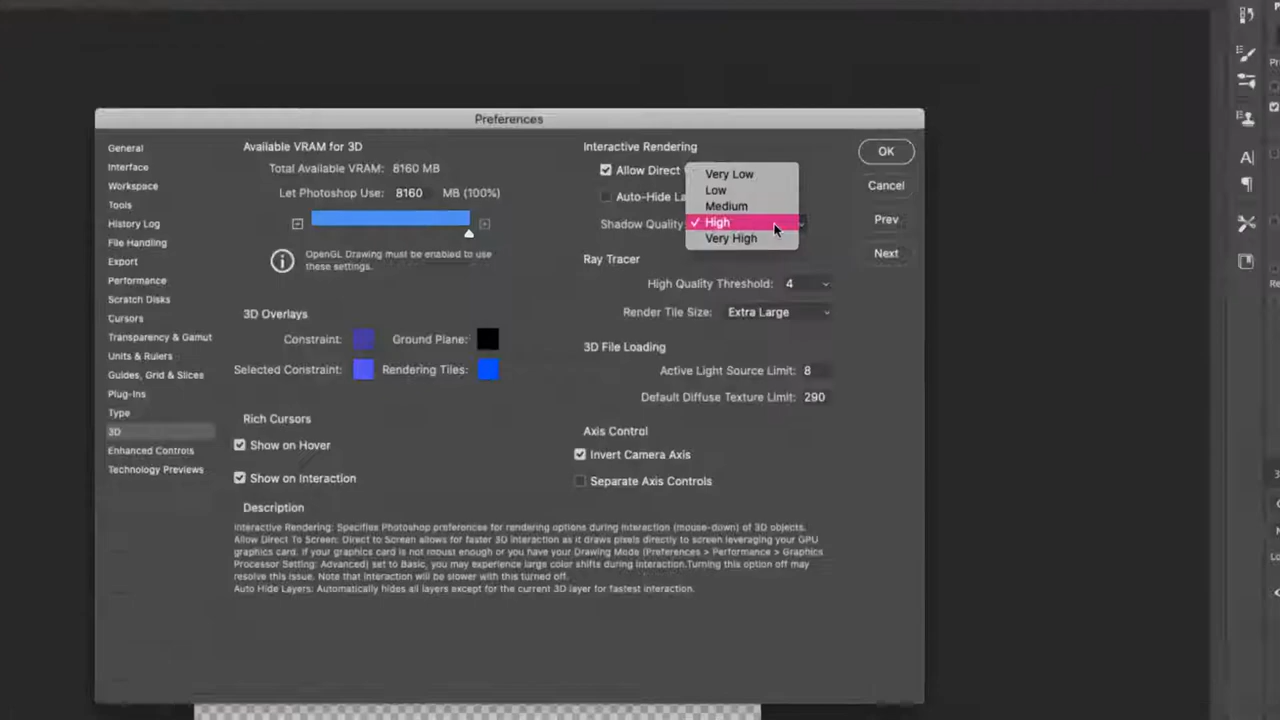 Preferences
General
Interface
Workspace
Tools
History Log
File Handling
Export
Performance
Scratch Disks
Cursors
Transparency & Gamut
Units & Rulers
Guides, Grid & Slices
Plug-Ins
Type
3D
Enhanced Controls
Technology Previews
Available VRAM for 3D
Total Available VRAM: 8160 MB
Let Photoshop Use: 8160 MB (100%)
OpenGL Drawing must be enabled to use
these settings.
3D Overlays
Constraint: Ground Plane:
Selected Constraint: Rendering Tiles:
Rich Cursors
Show on Hover
Show on Interaction
Interactive Rendering
Allow Direct
Auto-Hide La
Shadow Quality
Very Low
Low
Medium
✓ High
Very High
Ray Tracer
High Quality Threshold: 4
Render Tile Size: Extra Large
3D File Loading
Active Light Source Limit: 8
Default Diffuse Texture Limit: 290
Axis Control
Invert Camera Axis
Separate Axis Controls
OK
Cancel
Prev
Next
Description
Interactive Rendering: Specifies Photoshop preferences for rendering options during interaction (mouse-down) of 3D objects.
Allow Direct To Screen: Direct to Screen allows for faster 3D interaction as it draws pixels directly to screen leveraging your GPU
graphics card. If your graphics card is not robust enough or you have your Drawing Mode (Preferences > Performance > Graphics
Processor Setting: Advanced) set to Basic, you may experience large color shifts during interaction.Turning this option off may
resolve this issue. Note that interaction will be slower with this turned off.
Auto Hide Layers: Automatically hides all layers except for the current 3D layer for fastest interaction.